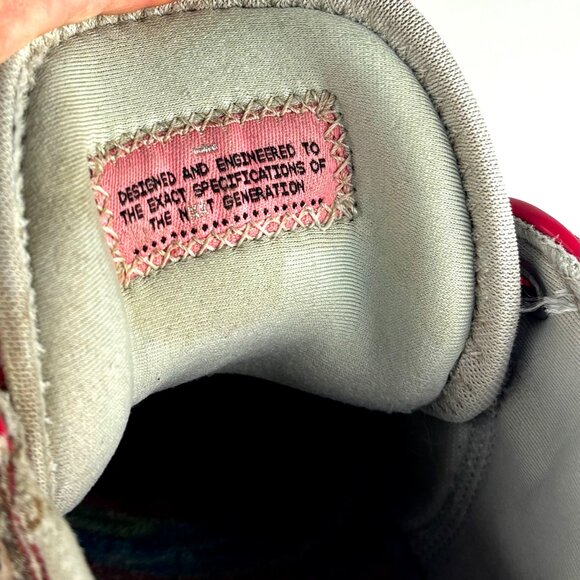 DESIGNED AND ENGINEERED TO
THE EXACT SPECIFICATIONS OF
THE NEXT GENERATION